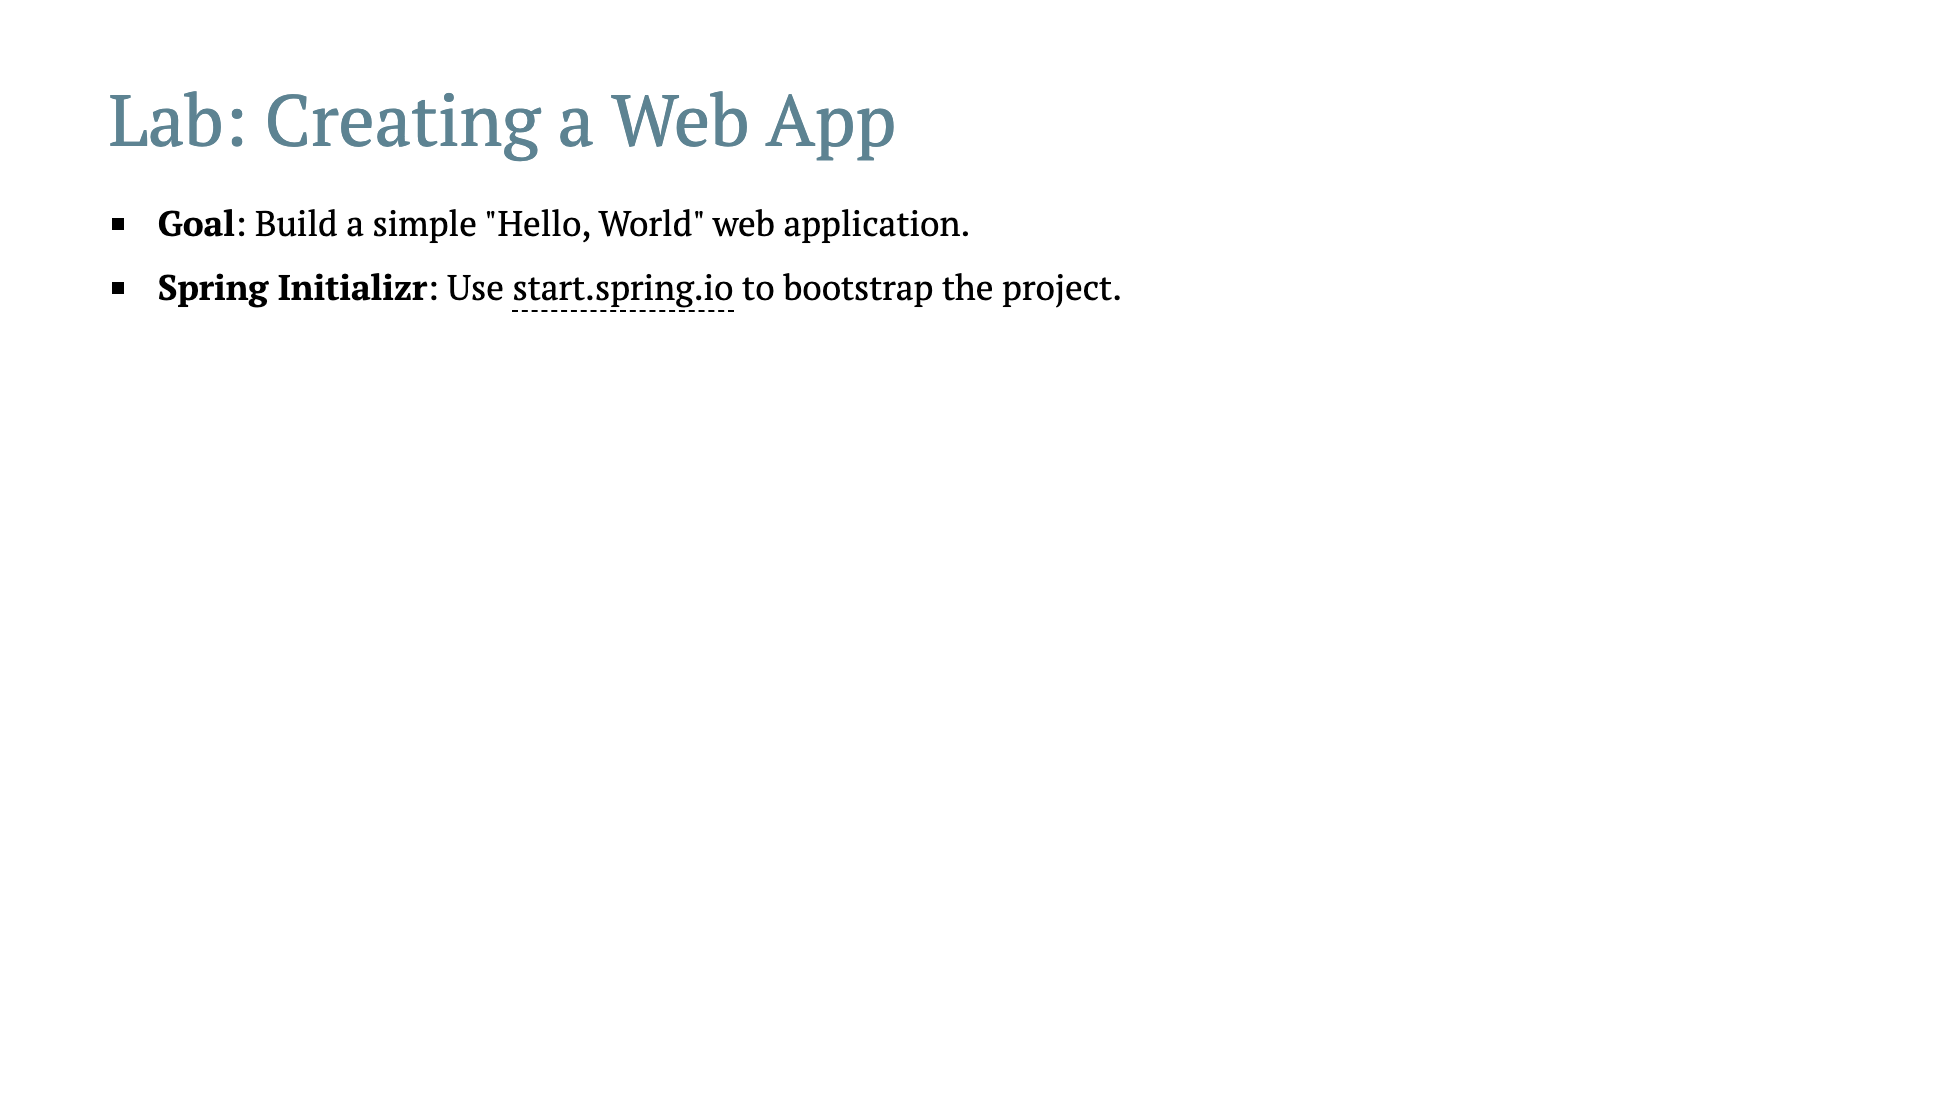 Lab: Creating a Web App
▪ Goal: Build a simple "Hello, World" web application.
▪ Spring Initializr: Use start.spring.io to bootstrap the project.